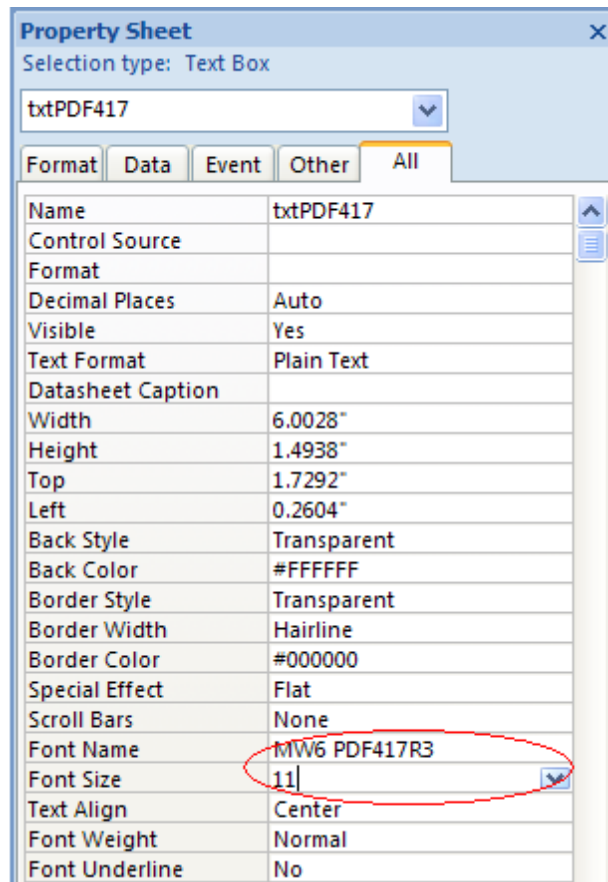 Property Sheet
Selection type: Text Box
txtPDF417
Format Data Event Other All
Name txtPDF417
Control Source
Format
Decimal Places Auto
Visible Yes
Text Format Plain Text
Datasheet Caption
Width 6.0028"
Height 1.4938"
Top 1.7292"
Left 0.2604"
Back Style Transparent
Back Color #FFFFFF
Border Style Transparent
Border Width Hairline
Border Color #000000
Special Effect Flat
Scroll Bars None
Font Name MW6 PDF417R3
Font Size 11
Text Align Center
Font Weight Normal
Font Underline No